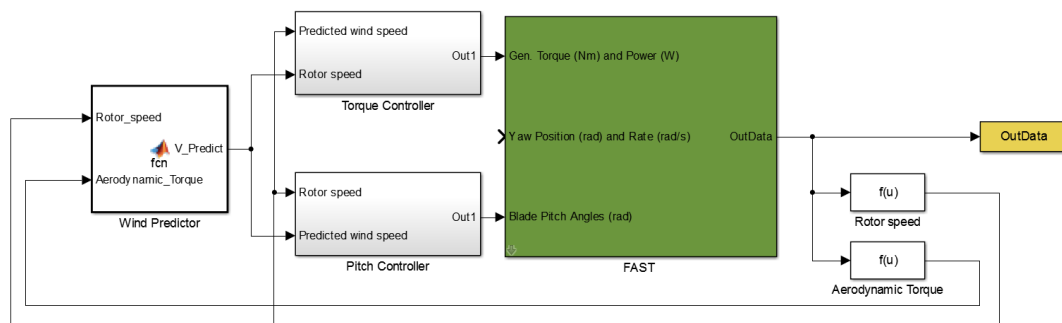 Rotor_speed
Aerodynamic_Torque
fcn
V_Predict
Wind Predictor
Predicted wind speed
Rotor speed
Out1
Torque Controller
Rotor speed
Predicted wind speed
Out1
Pitch Controller
Gen. Torque (Nm) and Power (W)
Yaw Position (rad) and Rate (rad/s)
Blade Pitch Angles (rad)
OutData
FAST
OutData
f(u)
Rotor speed
f(u)
Aerodynamic Torque